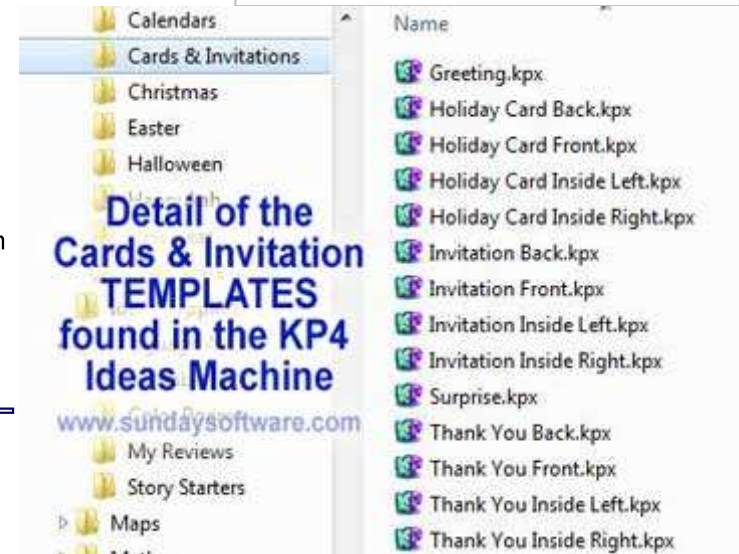 Calendars
Cards & Invitations
Christmas
Easter
Halloween
Detail of the
Cards & Invitation
TEMPLATES
found in the KP4
Ideas Machine
www.sundaysoftware.com
My Reviews
Story Starters
Maps
Name
Greeting.kpx
Holiday Card Back.kpx
Holiday Card Front.kpx
Holiday Card Inside Left.kpx
Holiday Card Inside Right.kpx
Invitation Back.kpx
Invitation Front.kpx
Invitation Inside Left.kpx
Invitation Inside Right.kpx
Surprise.kpx
Thank You Back.kpx
Thank You Front.kpx
Thank You Inside Left.kpx
Thank You Inside Right.kpx